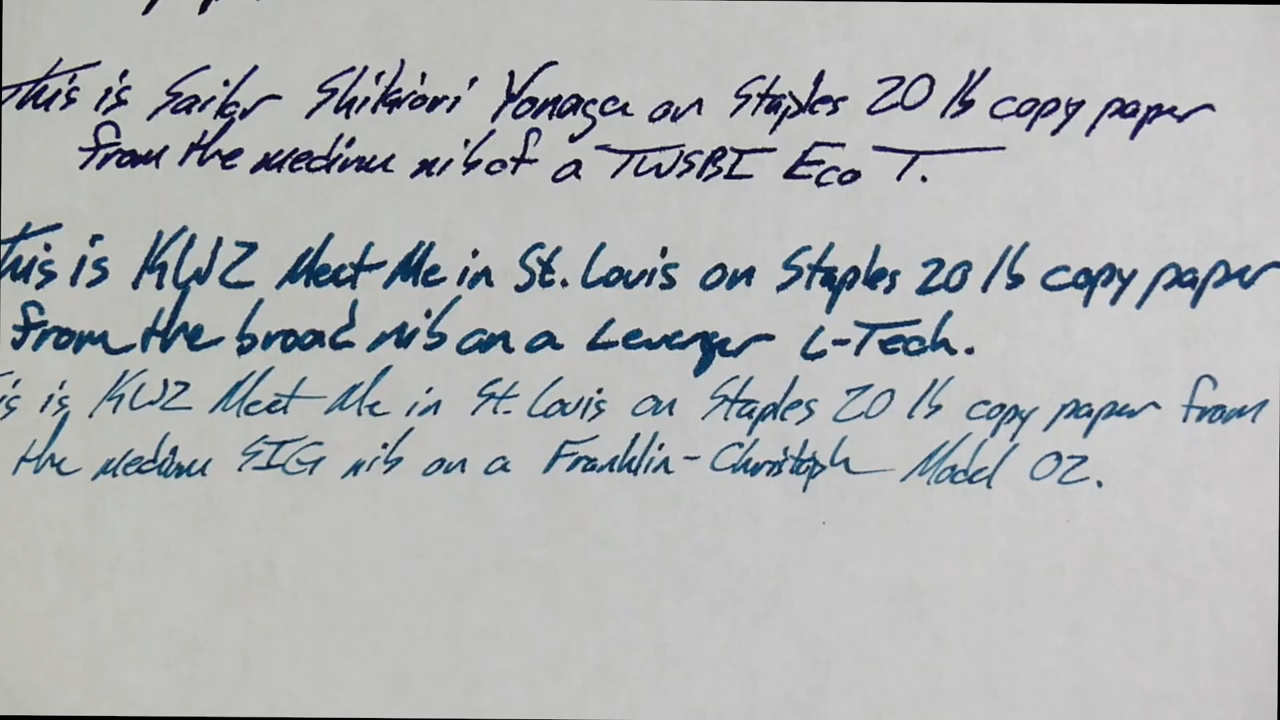 This is Sailor Shikiori Yonaga on Staples 20 lb copy paper
from the medium nib of a TWSBI Eco T.
This is KWZ Meet Me in St. Louis on Staples 20 lb copy paper
from the broad nib on a Levenger L-Tech.
is is KWZ Meet Me in St. Louis on Staples 20 lb copy paper from
the medium SIG nib on a Franklin-Christoph Model 02.